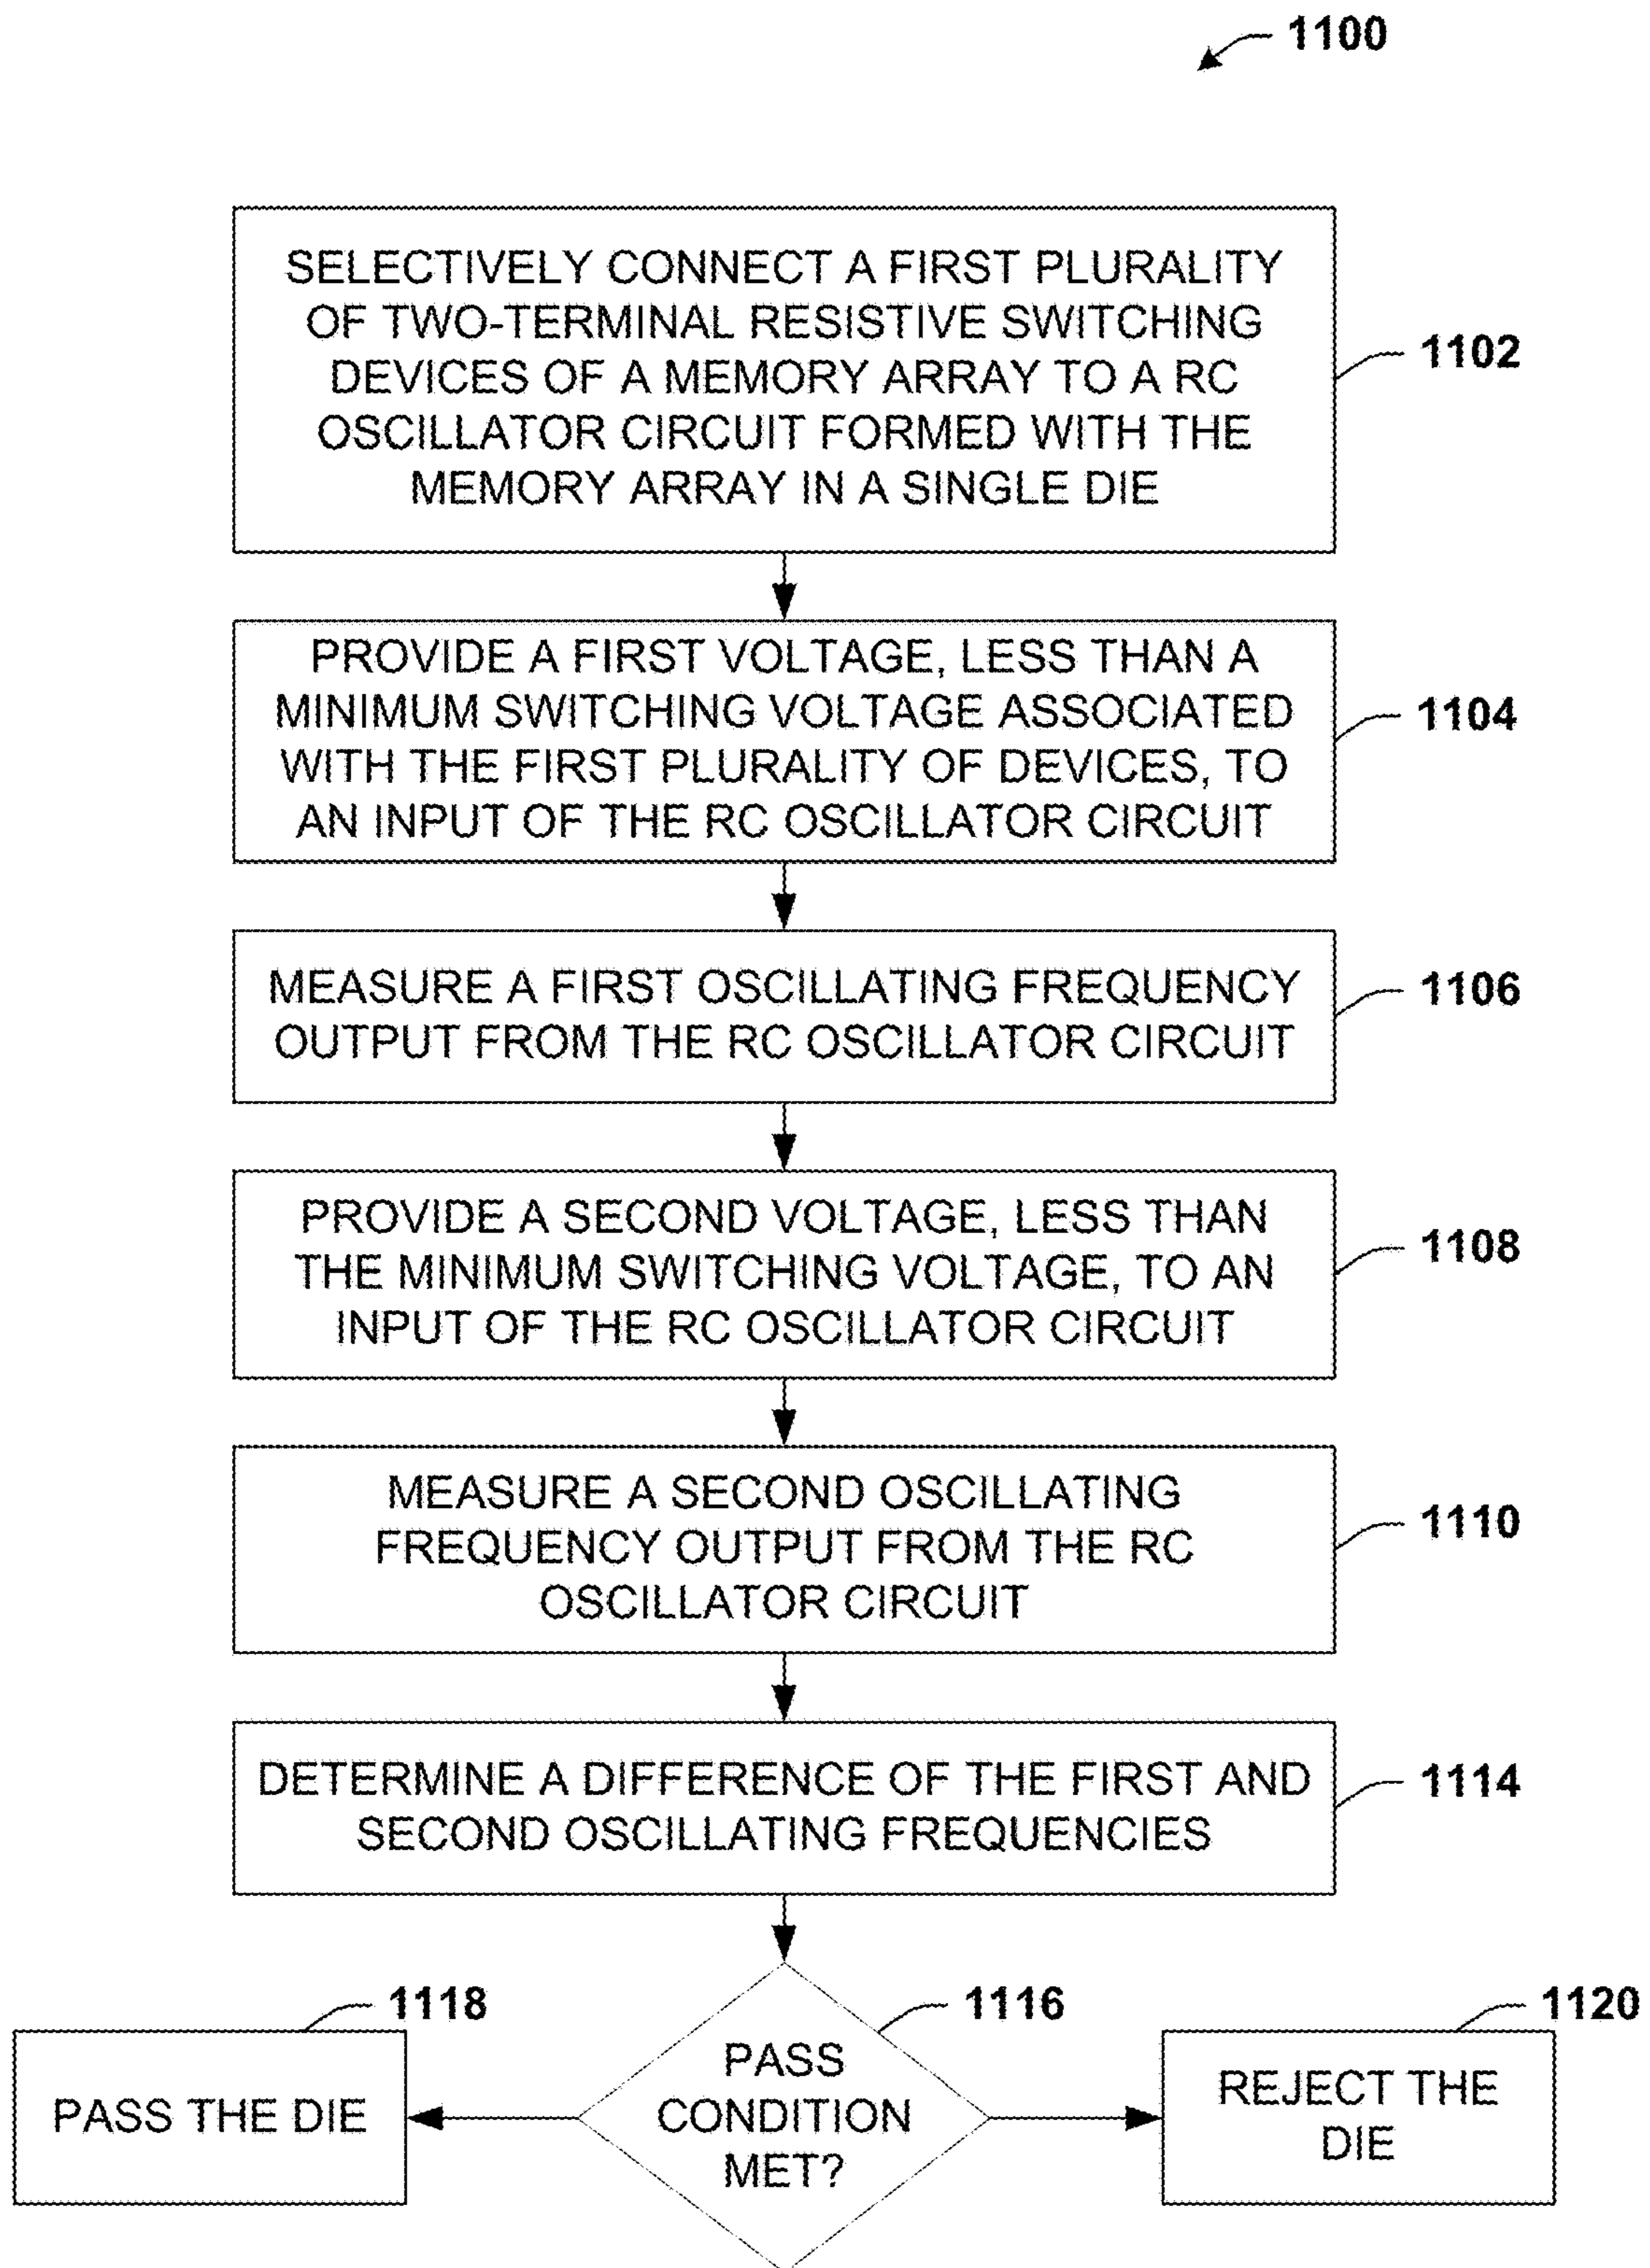 1100
SELECTIVELY CONNECT A FIRST PLURALITY
OF TWO-TERMINAL RESISTIVE SWITCHING
DEVICES OF A MEMORY ARRAY TO A RC
OSCILLATOR CIRCUIT FORMED WITH THE
MEMORY ARRAY IN A SINGLE DIE
1102
PROVIDE A FIRST VOLTAGE, LESS THAN A
MINIMUM SWITCHING VOLTAGE ASSOCIATED
WITH THE FIRST PLURALITY OF DEVICES, TO
AN INPUT OF THE RC OSCILLATOR CIRCUIT
1104
MEASURE A FIRST OSCILLATING FREQUENCY
OUTPUT FROM THE RC OSCILLATOR CIRCUIT
1106
PROVIDE A SECOND VOLTAGE, LESS THAN
THE MINIMUM SWITCHING VOLTAGE, TO AN
INPUT OF THE RC OSCILLATOR CIRCUIT
1108
MEASURE A SECOND OSCILLATING
FREQUENCY OUTPUT FROM THE RC
OSCILLATOR CIRCUIT
1110
DETERMINE A DIFFERENCE OF THE FIRST AND
SECOND OSCILLATING FREQUENCIES
1114
1118
PASS THE DIE
1116
PASS
CONDITION
MET?
1120
REJECT THE
DIE